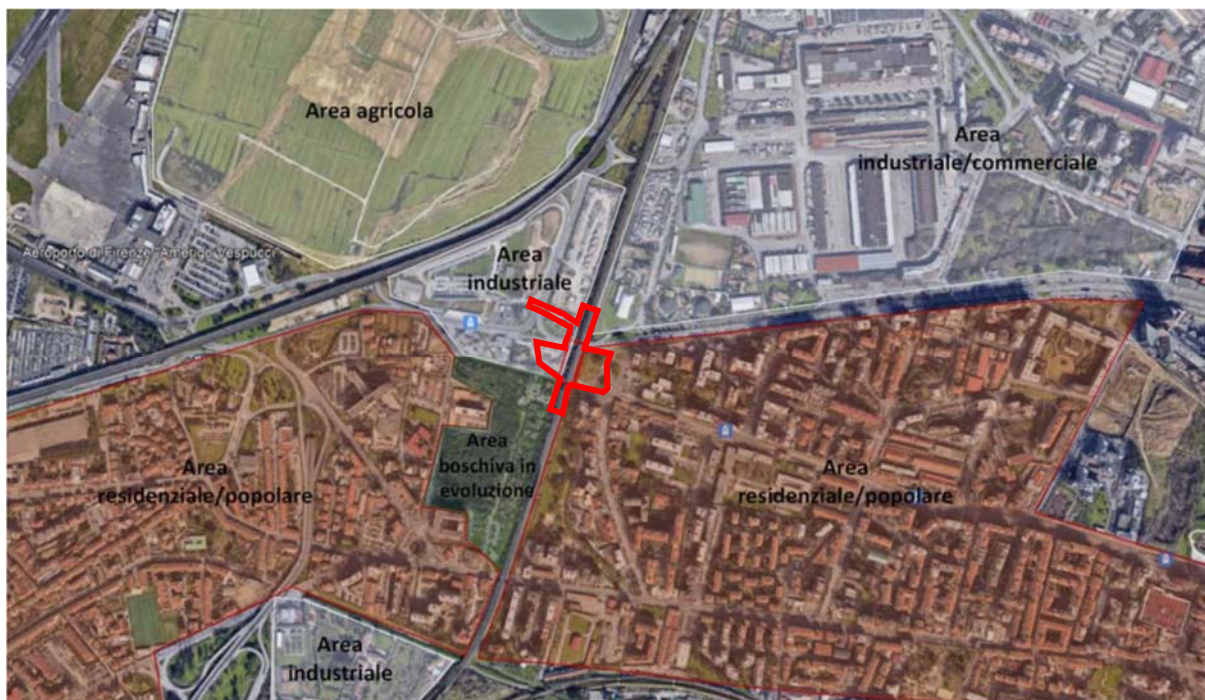 Area agricola
Area
industriale/commerciale
Aeroporto di Firenze-Amerigo Vespucci
Area
industriale
Area
boschiva in
evoluzione
Area
residenziale/popolare
Area
residenziale/popolare
Area
industriale